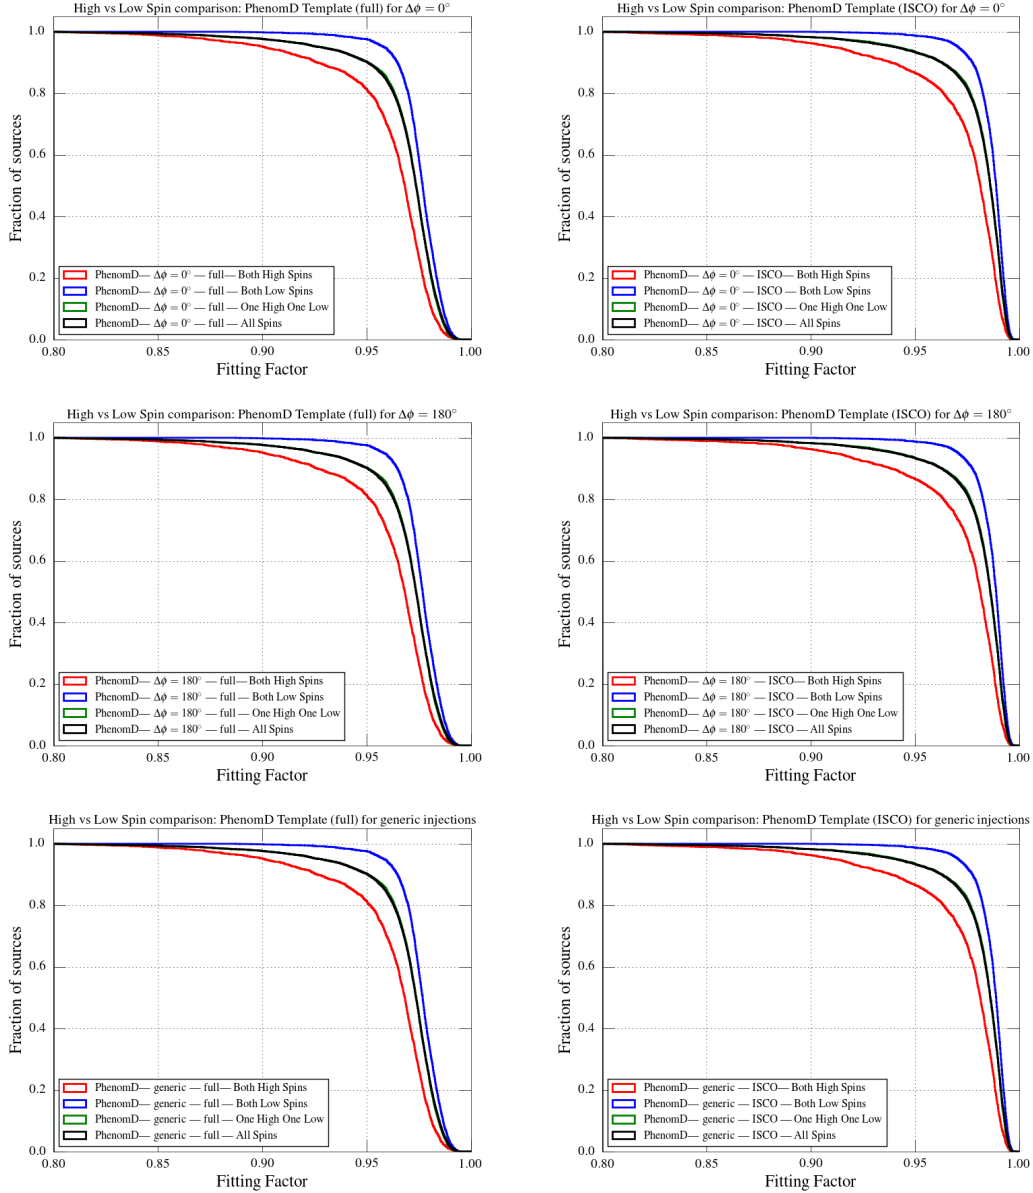 High vs Low Spin comparison: PhenomD Template (full) for Δϕ = 0°
1.0
0.8
0.6
0.4
0.2
0.0
Fraction of sources
PhenomD— Δϕ = 0° — full— Both High Spins
PhenomD— Δϕ = 0° — full — Both Low Spins
PhenomD— Δϕ = 0° — full — One High One Low
PhenomD— Δϕ = 0° — full — All Spins
0.80 0.85 0.90 0.95 1.00
Fitting Factor
High vs Low Spin comparison: PhenomD Template (ISCO) for Δϕ = 0°
1.0
0.8
0.6
0.4
0.2
0.0
Fraction of sources
PhenomD— Δϕ = 0° — ISCO— Both High Spins
PhenomD— Δϕ = 0° — ISCO — Both Low Spins
PhenomD— Δϕ = 0° — ISCO — One High One Low
PhenomD— Δϕ = 0° — ISCO — All Spins
0.80 0.85 0.90 0.95 1.00
Fitting Factor
High vs Low Spin comparison: PhenomD Template (full) for Δϕ = 180°
1.0
0.8
0.6
0.4
0.2
0.0
Fraction of sources
PhenomD— Δϕ = 180° — full— Both High Spins
PhenomD— Δϕ = 180° — full — Both Low Spins
PhenomD— Δϕ = 180° — full — One High One Low
PhenomD— Δϕ = 180° — full — All Spins
0.80 0.85 0.90 0.95 1.00
Fitting Factor
High vs Low Spin comparison: PhenomD Template (ISCO) for Δϕ = 180°
1.0
0.8
0.6
0.4
0.2
0.0
Fraction of sources
PhenomD— Δϕ = 180° — ISCO— Both High Spins
PhenomD— Δϕ = 180° — ISCO — Both Low Spins
PhenomD— Δϕ = 180° — ISCO — One High One Low
PhenomD— Δϕ = 180° — ISCO — All Spins
0.80 0.85 0.90 0.95 1.00
Fitting Factor
High vs Low Spin comparison: PhenomD Template (full) for generic injections
1.0
0.8
0.6
0.4
0.2
0.0
Fraction of sources
PhenomD— generic — full— Both High Spins
PhenomD— generic — full — Both Low Spins
PhenomD— generic — full — One High One Low
PhenomD— generic — full — All Spins
0.80 0.85 0.90 0.95 1.00
Fitting Factor
High vs Low Spin comparison: PhenomD Template (ISCO) for generic injections
1.0
0.8
0.6
0.4
0.2
0.0
Fraction of sources
PhenomD— generic — ISCO— Both High Spins
PhenomD— generic — ISCO — Both Low Spins
PhenomD— generic — ISCO — One High One Low
PhenomD— generic — ISCO — All Spins
0.80 0.85 0.90 0.95 1.00
Fitting Factor